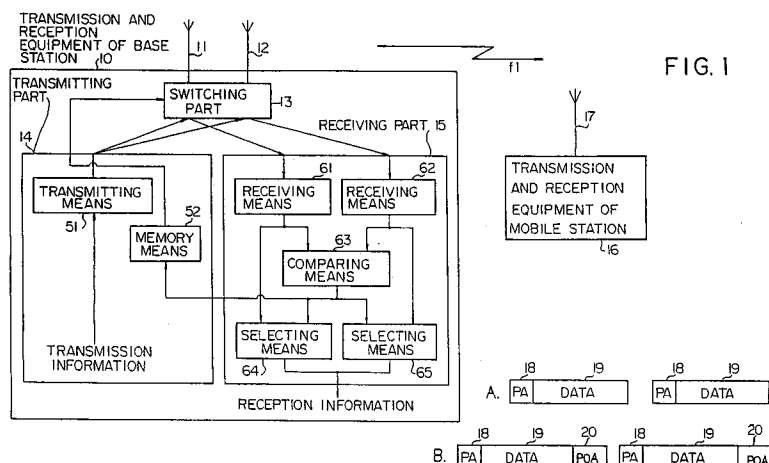 TRANSMISSION AND
RECEPTION
EQUIPMENT OF BASE
STATION
10
11
12
f1
FIG. 1
TRANSMITTING
PART
14
SWITCHING
PART
13
RECEIVING PART 15
17
TRANSMITTING
MEANS
51
52
MEMORY
MEANS
61
RECEIVING
MEANS
62
RECEIVING
MEANS
63
COMPARING
MEANS
TRANSMISSION
AND RECEPTION
EQUIPMENT OF
MOBILE STATION
16
SELECTING
MEANS
64
SELECTING
MEANS
65
TRANSMISSION
INFORMATION
RECEPTION INFORMATION
18 19 18 19
A. PA DATA PA DATA
18 19 20 18 19 20
B. PA DATA POA PA DATA POA